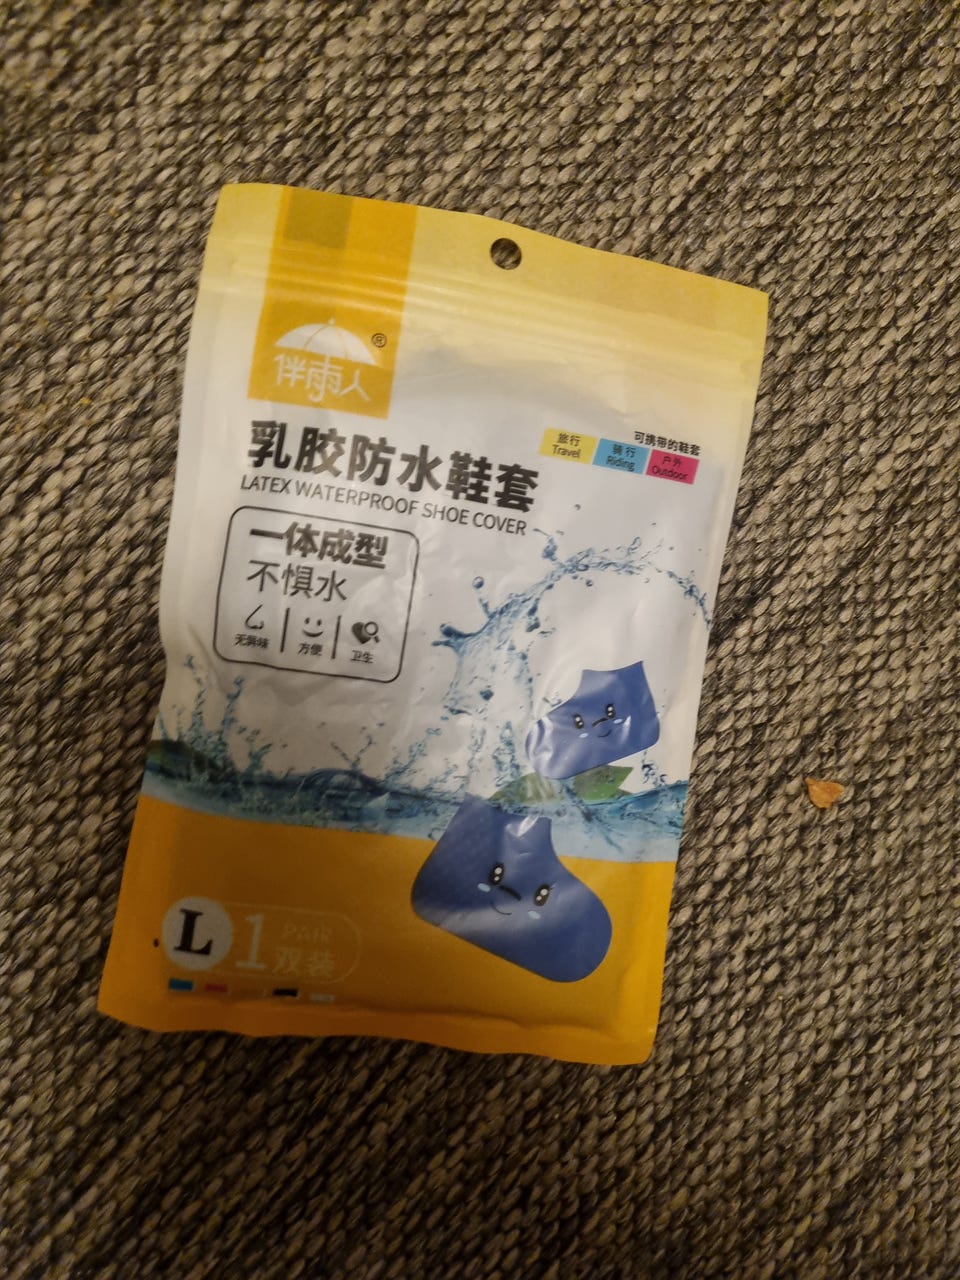 伴雨人®
乳胶防水鞋套
LATEX WATERPROOF SHOE COVER
可携带的鞋套
旅行 骑行 户外
Travel Riding Outdoor
一体成型
不惧水
无异味 方便 卫生
L 1 PAIR
双装